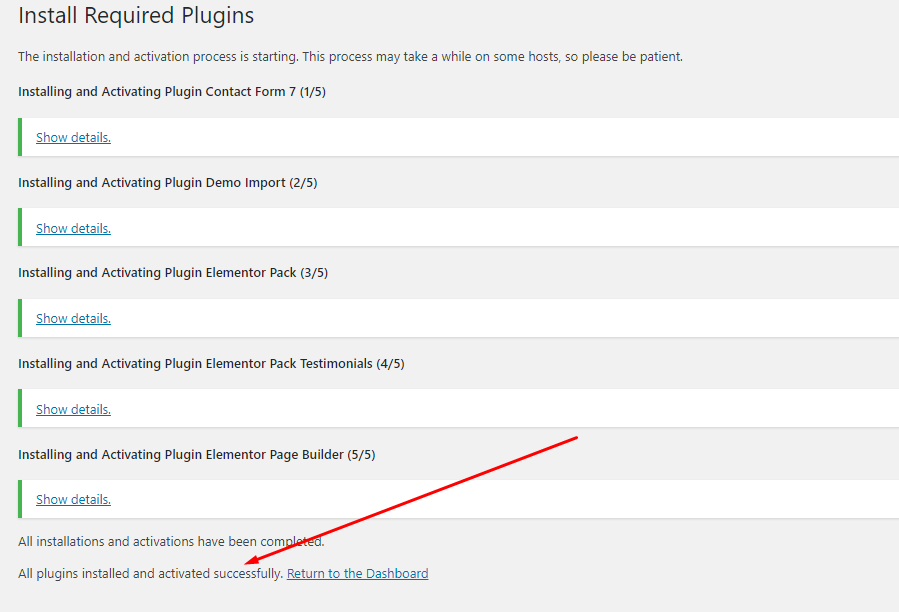 Install Required Plugins
The installation and activation process is starting. This process may take a while on some hosts, so please be patient.
Installing and Activating Plugin Contact Form 7 (1/5)
Show details.
Installing and Activating Plugin Demo Import (2/5)
Show details.
Installing and Activating Plugin Elementor Pack (3/5)
Show details.
Installing and Activating Plugin Elementor Pack Testimonials (4/5)
Show details.
Installing and Activating Plugin Elementor Page Builder (5/5)
Show details.
All installations and activations have been completed.
All plugins installed and activated successfully. Return to the Dashboard